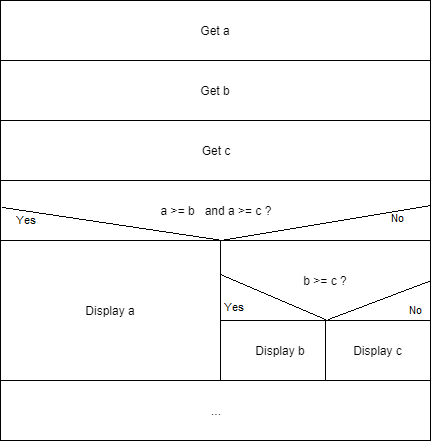 Get a
Get b
Get c
a >= b and a >= c ?
Yes
No
b >= c ?
Display a
Yes
No
Display b
Display c
...